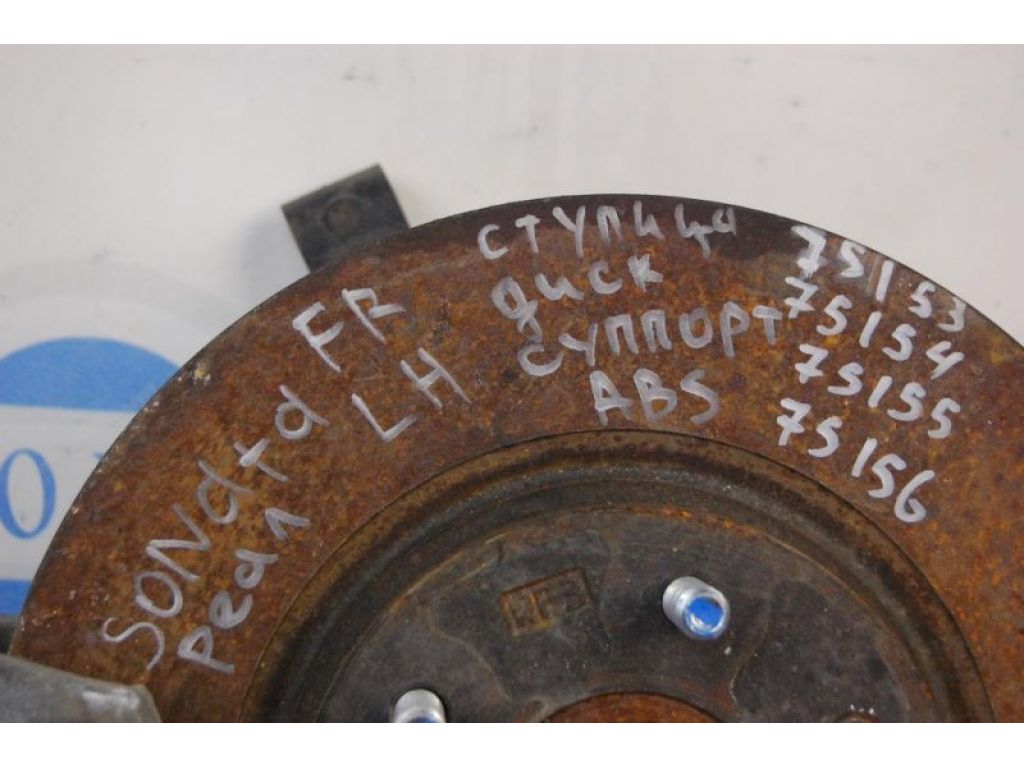 SONAtA
реал
FR
LH
ступица 75153
диск 75154
суппорт 75155
ABS 75156